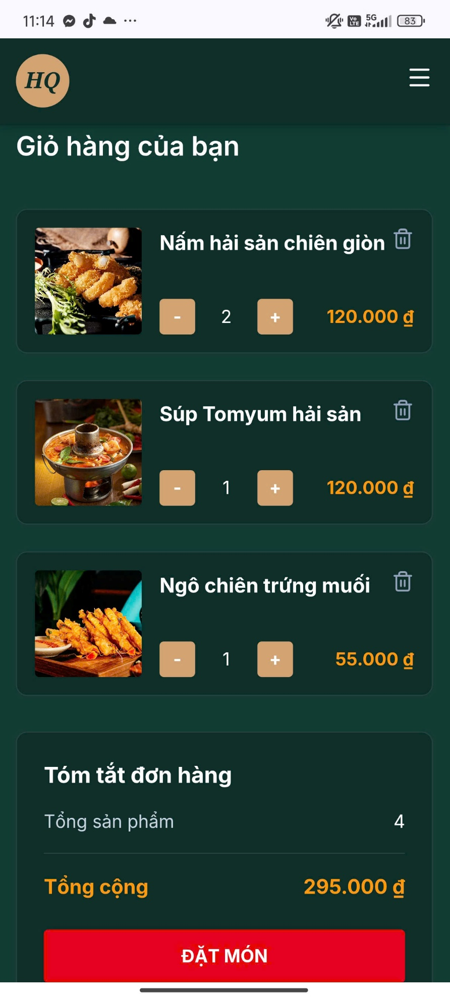 11:14
Vo LTE 5G 83
HQ
Giỏ hàng của bạn
Nấm hải sản chiên giòn
- 2 + 120.000 ₫
Súp Tomyum hải sản
- 1 + 120.000 ₫
Ngô chiên trứng muối
- 1 + 55.000 ₫
Tóm tắt đơn hàng
Tổng sản phẩm 4
Tổng cộng 295.000 ₫
ĐẶT MÓN